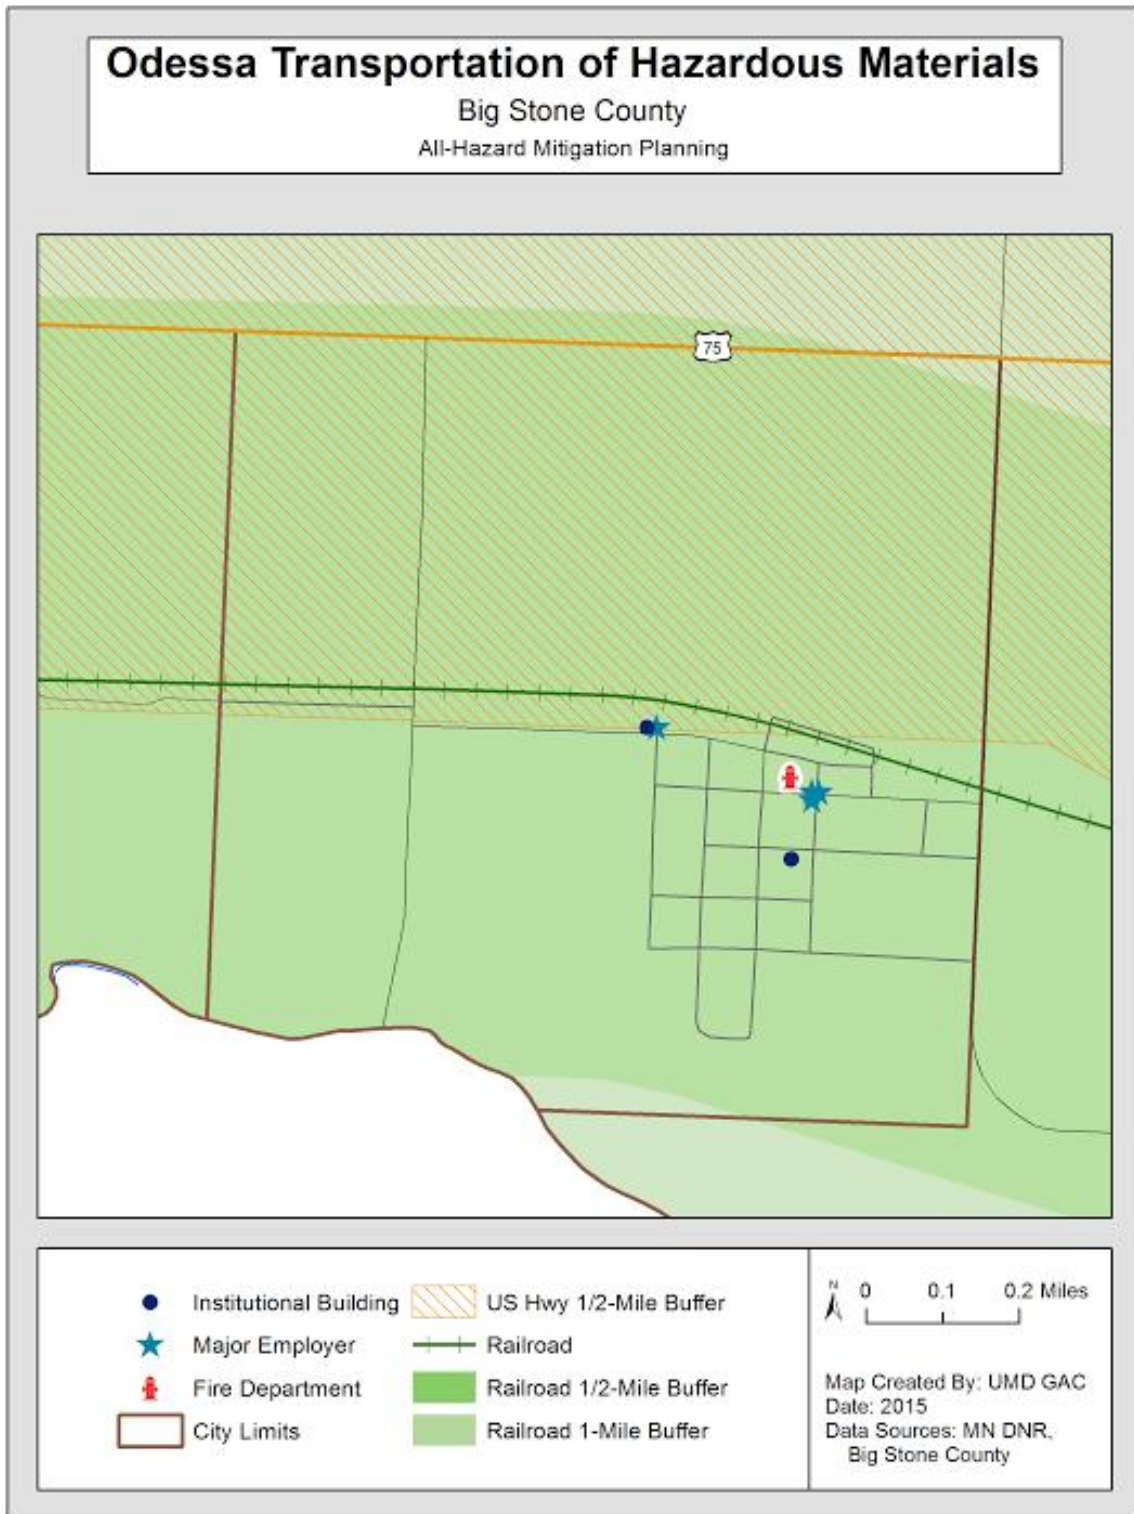 Odessa Transportation of Hazardous Materials
Big Stone County
All-Hazard Mitigation Planning
75
Institutional Building
Major Employer
Fire Department
City Limits
US Hwy 1/2-Mile Buffer
Railroad
Railroad 1/2-Mile Buffer
Railroad 1-Mile Buffer
N
0 0.1 0.2 Miles
Map Created By: UMD GAC
Date: 2015
Data Sources: MN DNR,
Big Stone County